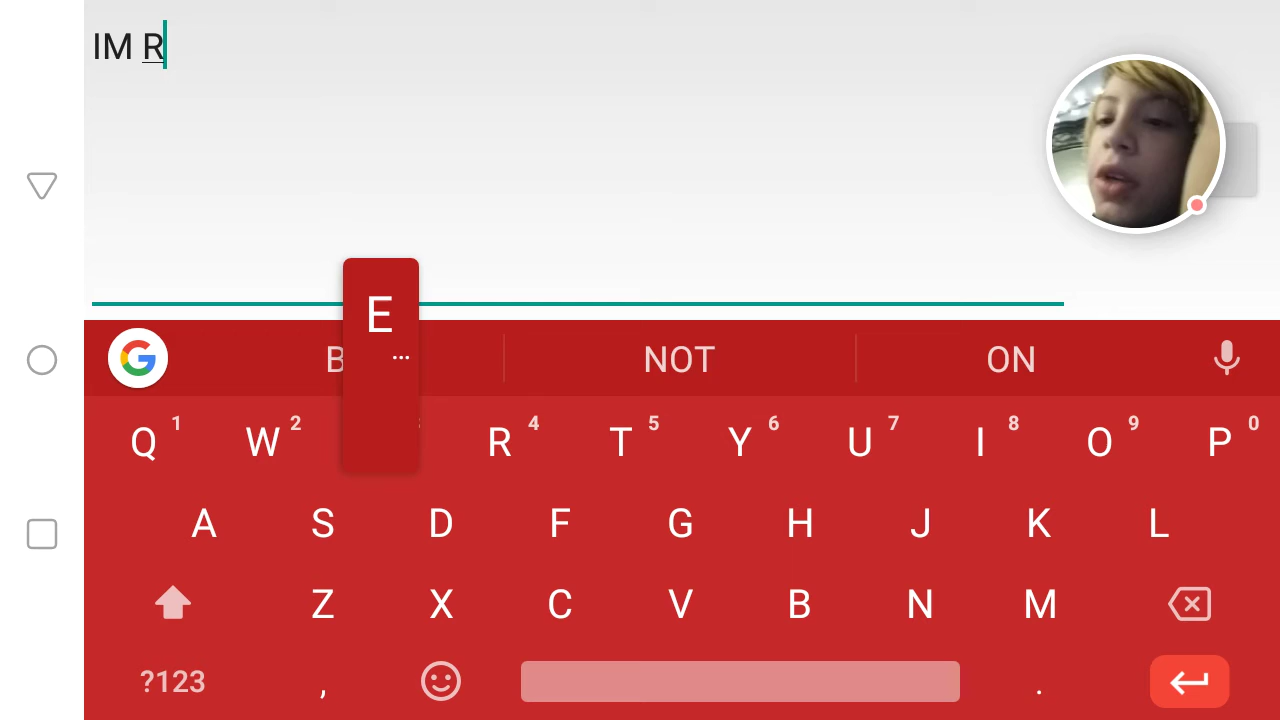 IM R
E
...
B NOT ON
Q 1 W 2 R 4 T 5 Y 6 U 7 I 8 O 9 P 0
A S D F G H J K L
Z X C V B N M
?123 , .